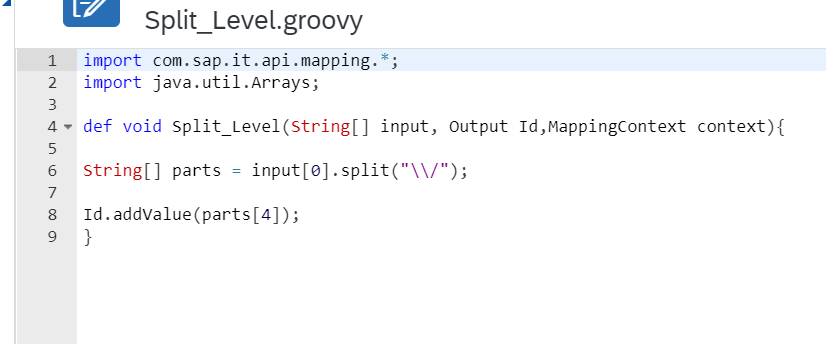 Split_Level.groovy
1 import com.sap.it.api.mapping.*;
2 import java.util.Arrays;
3
4 def void Split_Level(String[] input, Output Id,MappingContext context){
5
6 String[] parts = input[0].split("\\/");
7
8 Id.addValue(parts[4]);
9 }